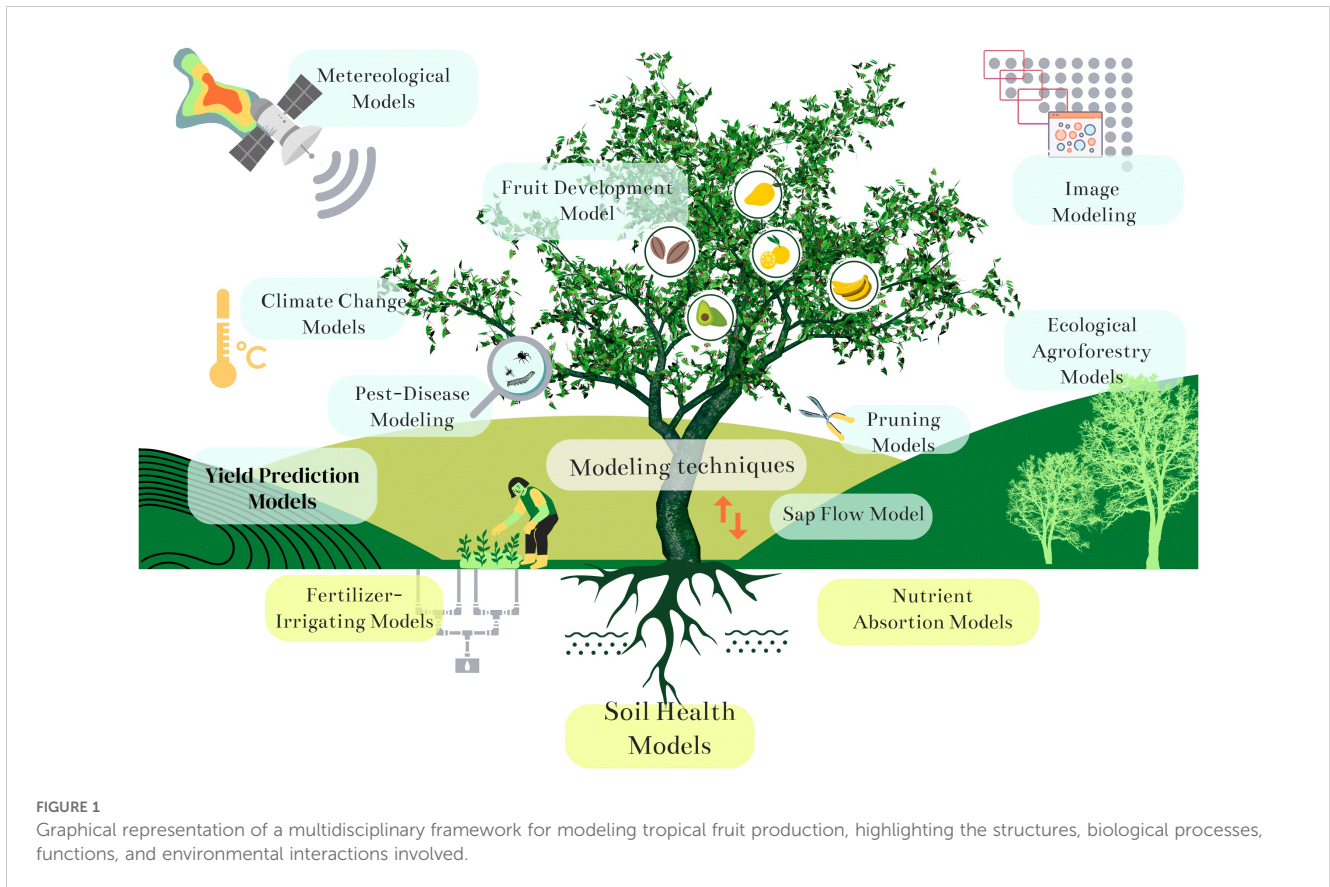 Metereological
Models
Image
Modeling
Fruit Development
Model
Climate Change
Models
°C
Ecological
Agroforestry
Models
Pest-Disease
Modeling
Pruning
Models
Modeling techniques
Yield Prediction
Models
Sap Flow Model
Fertilizer-
Irrigating Models
Nutrient
Absortion Models
Soil Health
Models
FIGURE 1
Graphical representation of a multidisciplinary framework for modeling tropical fruit production, highlighting the structures, biological processes,
functions, and environmental interactions involved.